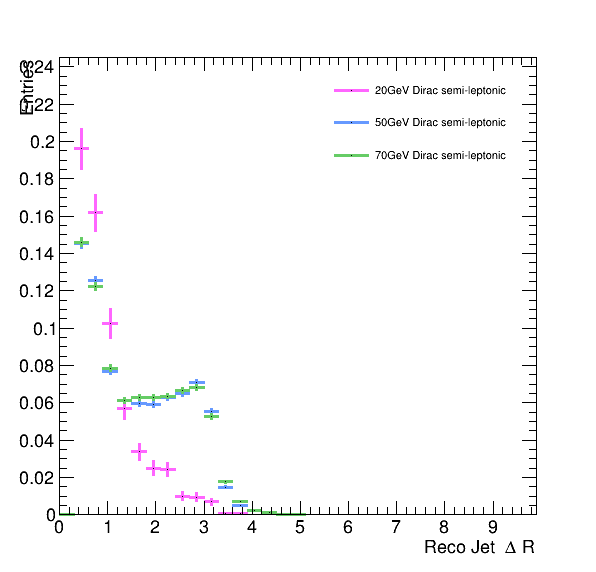 Entries
0.24
0.22
0.2
0.18
0.16
0.14
0.12
0.1
0.08
0.06
0.04
0.02
0
20GeV Dirac semi-leptonic
50GeV Dirac semi-leptonic
70GeV Dirac semi-leptonic
0 1 2 3 4 5 6 7 8 9
Reco Jet Δ R